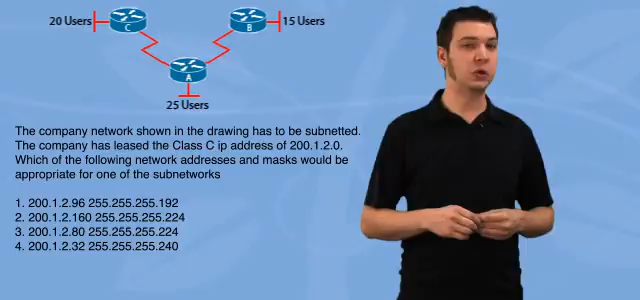 20 Users
C
B
15 Users
A
25 Users
The company network shown in the drawing has to be subnetted.
The company has leased the Class C ip address of 200.1.2.0.
Which of the following network addresses and masks would be
appropriate for one of the subnetworks
1. 200.1.2.96 255.255.255.192
2. 200.1.2.160 255.255.255.224
3. 200.1.2.80 255.255.255.224
4. 200.1.2.32 255.255.255.240